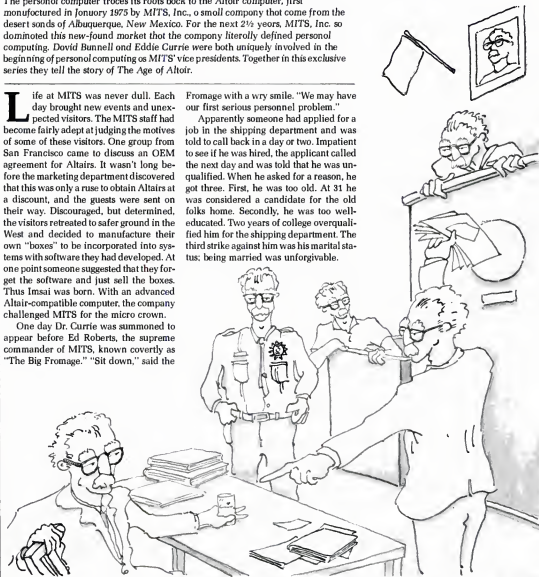 The personal computer traces its roots back to the Altair computer, first
manufactured in January 1975 by MITS, Inc., a small company that come from the
desert sands of Albuquerque, New Mexico. For the next 2½ years, MITS, Inc. so
dominated this new-found market that the company literally defined personal
computing. David Bunnell and Eddie Currie were both uniquely involved in the
beginning of personal computing as MITS' vice presidents. Together in this exclusive
series they tell the story of The Age of Altair.
Life at MITS was never dull. Each
day brought new events and unex-
pected visitors. The MITS staff had
become fairly adept at judging the motives
of some of these visitors. One group from
San Francisco came to discuss an OEM
agreement for Altairs. It wasn't long be-
fore the marketing department discovered
that this was only a ruse to obtain Altairs at
a discount, and the guests were sent on
their way. Discouraged, but determined,
the visitors retreated to safer ground in the
West and decided to manufacture their
own "boxes" to be incorporated into sys-
tems with software they had developed. At
one point someone suggested that they for-
get the software and just sell the boxes.
Thus Imsai was born. With an advanced
Altair-compatible computer, the company
challenged MITS for the micro crown.
One day Dr. Currie was summoned to
appear before Ed Roberts, the supreme
commander of MITS, known covertly as
"The Big Fromage." "Sit down," said the
Fromage with a wry smile. "We may have
our first serious personnel problem."
Apparently someone had applied for a
job in the shipping department and was
told to call back in a day or two. Impatient
to see if he was hired, the applicant called
the next day and was told that he was un-
qualified. When he asked for a reason, he
got three. First, he was too old. At 31 he
was considered a candidate for the old
folks home. Secondly, he was too well-
educated. Two years of college overquali-
fied him for the shipping department. The
third strike against him was his marital sta-
tus: being married was unforgivable.